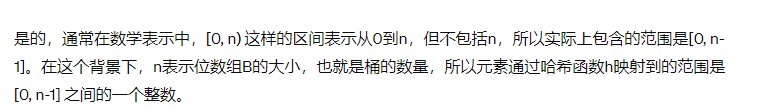 是的，通常在数学表示中，[0, n) 这样的区间表示从0到n，但不包括n，所以实际上包含的范围是[0, n-
1]。在这个背景下，n表示位数组B的大小，也就是桶的数量，所以元素通过哈希函数h映射到的范围是
[0, n-1] 之间的一个整数。